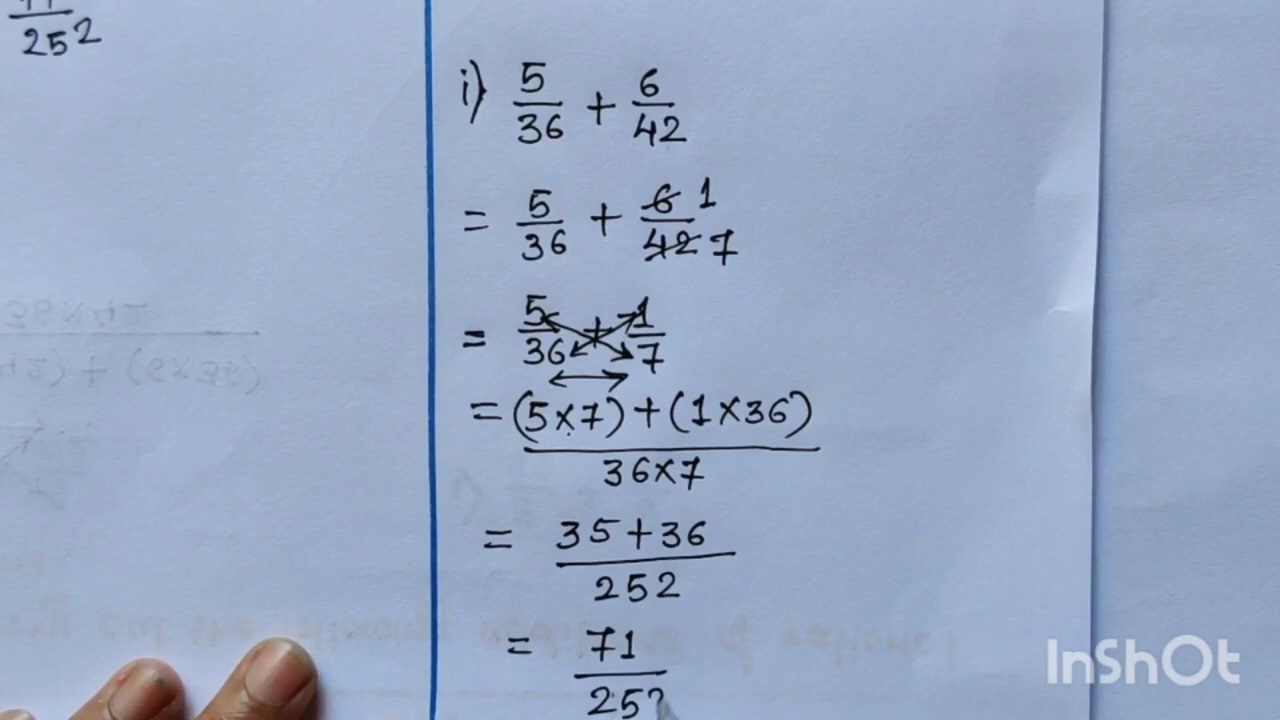 252
i) 5/36 + 6/42
= 5/36 + 6/42 1/7
= 5/36 + 1/7
= (5×7)+(1×36)
36×7
= 35+36
252
= 71
25
InShOt